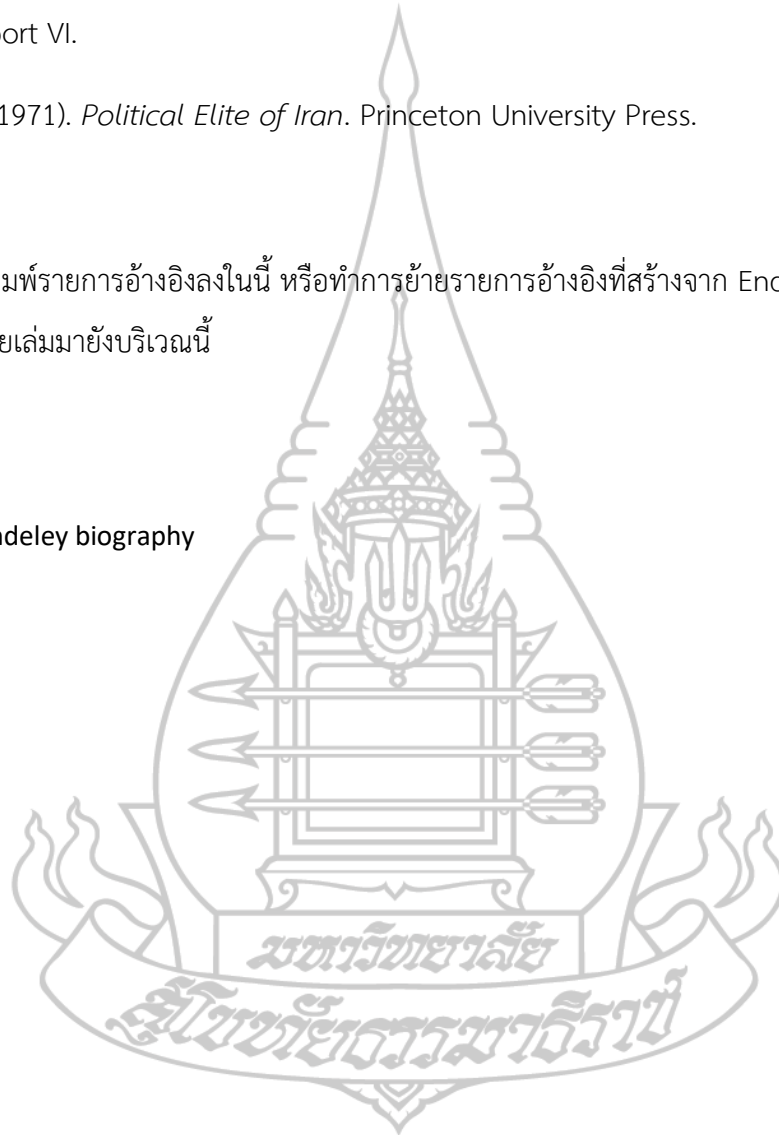 ort VI.
1971). Political Elite of Iran. Princeton University Press.
มพ์รายการอ้างอิงลงในนี้ หรือทำการย้ายรายการอ้างอิงที่สร้างจาก End
ยเล่มมายังบริเวณนี้
deley biography
มหาวิทยาลัย
สุโขทัยธรรมาธิราช